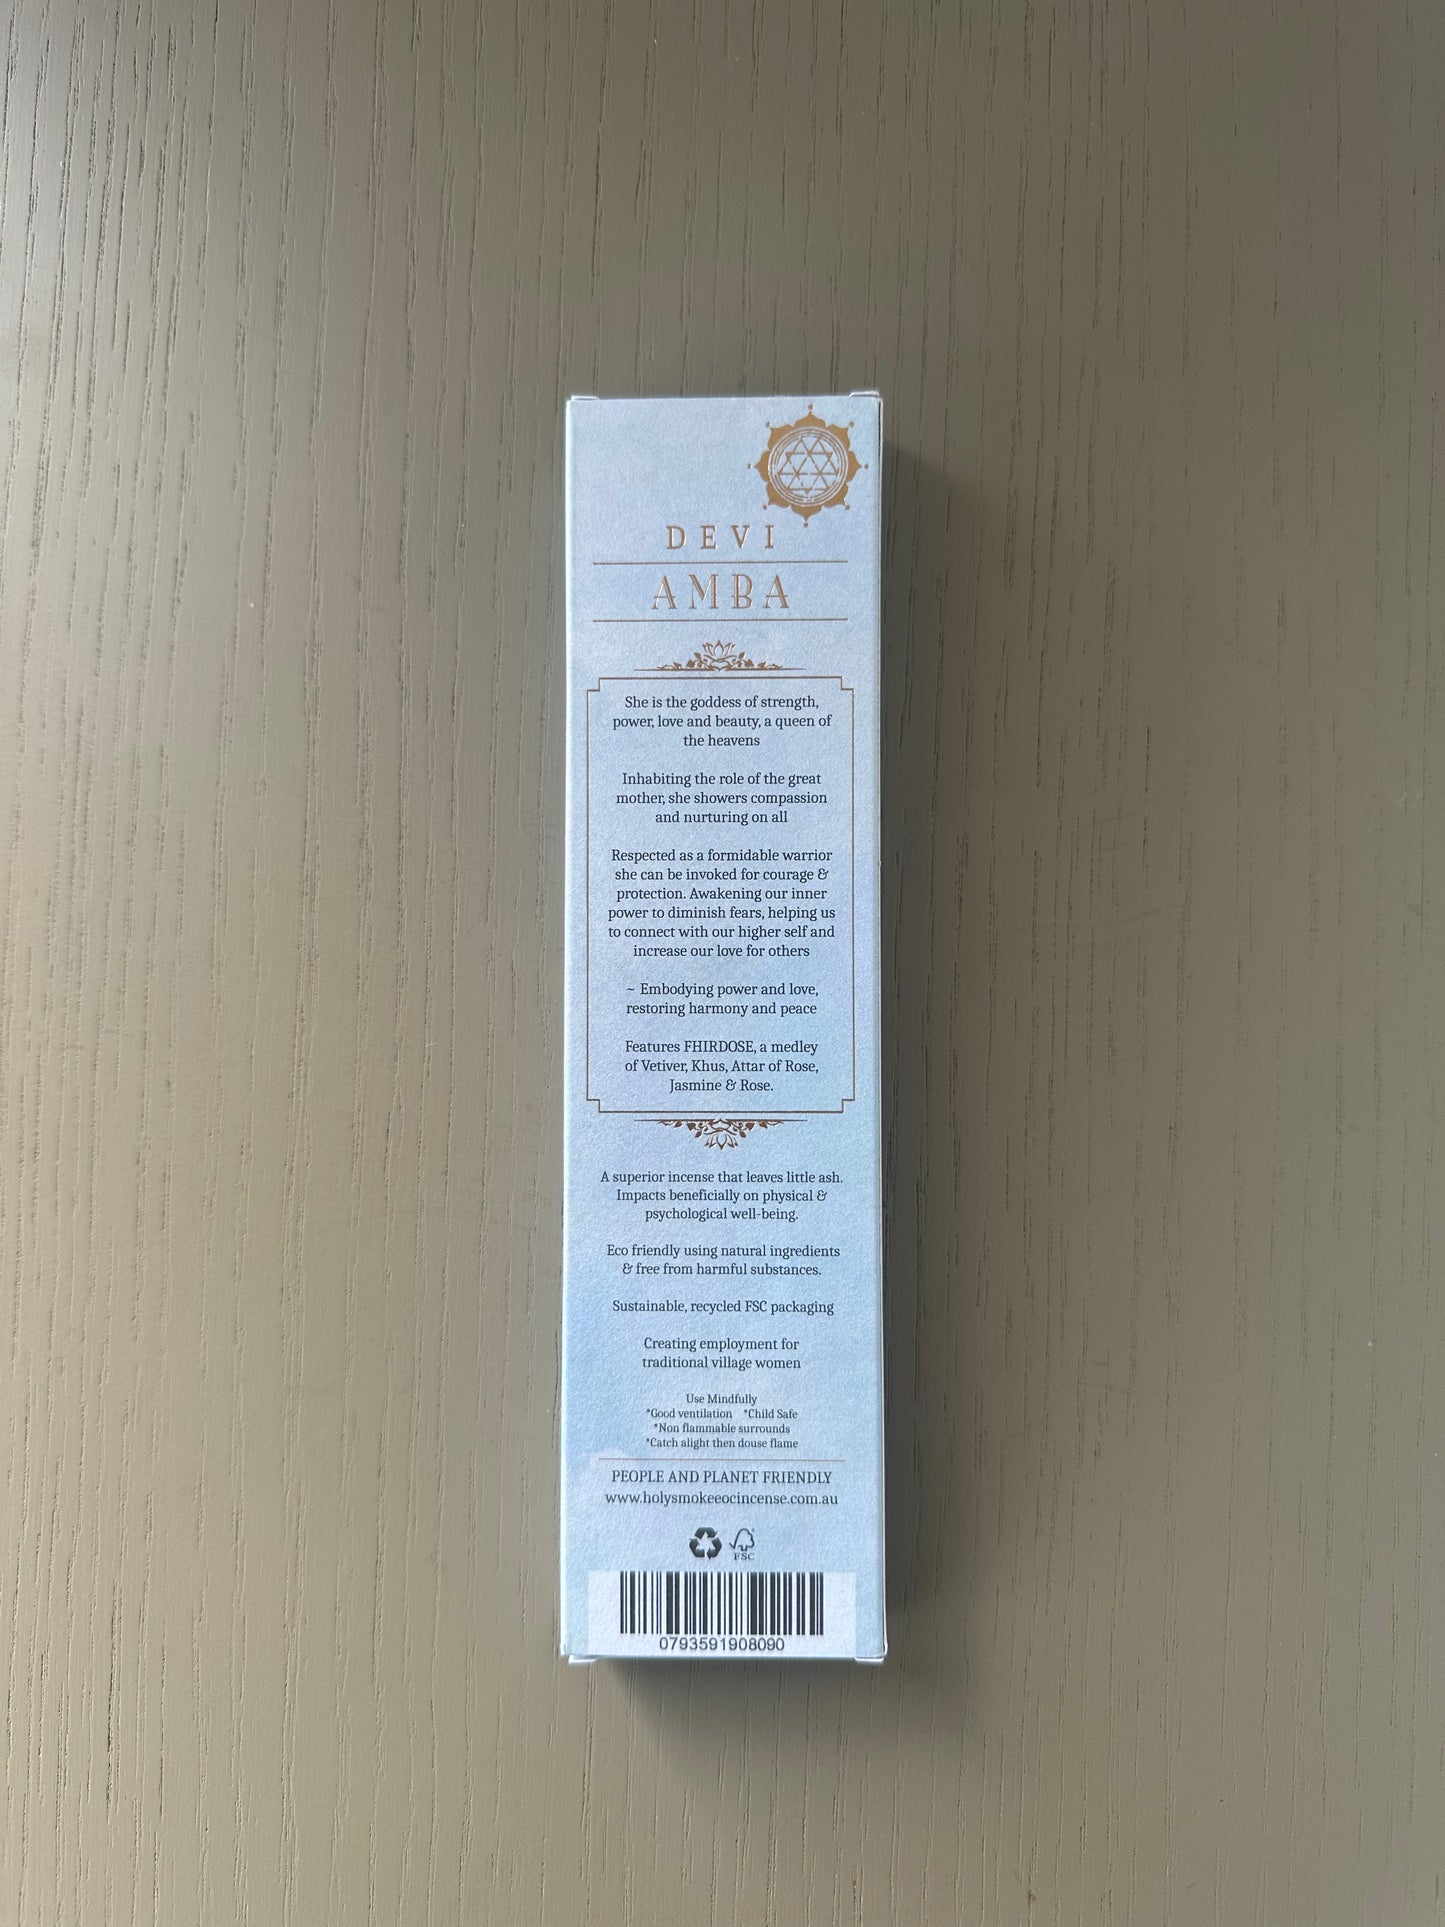 DEVI
AMBA
She is the goddess of strength,
power, love and beauty, a queen of
the heavens
Inhabiting the role of the great
mother, she showers compassion
and nurturing on all
Respected as a formidable warrior
she can be invoked for courage &
protection. Awakening our inner
power to diminish fears, helping us
to connect with our higher self and
increase our love for others
~ Embodying power and love,
restoring harmony and peace
Features FHIRDOSE, a medley
of Vetiver, Khus, Attar of Rose,
Jasmine & Rose.
A superior incense that leaves little ash.
Impacts beneficially on physical &
psychological well-being.
Eco friendly using natural ingredients
& free from harmful substances.
Sustainable, recycled FSC packaging
Creating employment for
traditional village women
Use Mindfully
*Good ventilation *Child Safe
*Non flammable surrounds
*Catch alight then douse flame
PEOPLE AND PLANET FRIENDLY
www.holysmokeeocincense.com.au
FSC
0793591908090